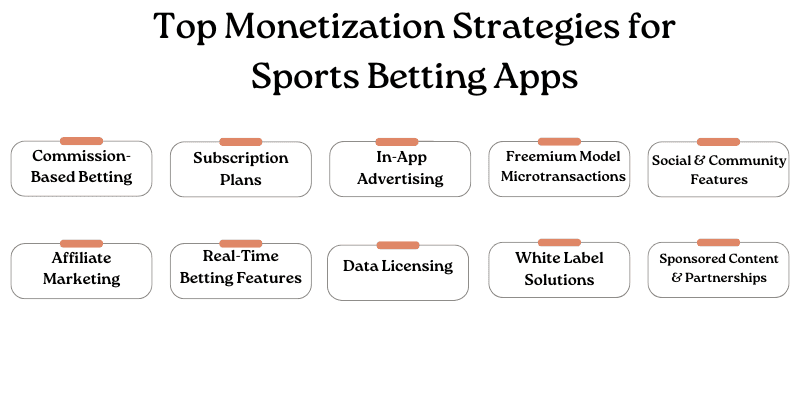 Top Monetization Strategies for
Sports Betting Apps
Commission-
Based Betting
Subscription
Plans
In-App
Advertising
Freemium Model
Microtransactions
Social & Community
Features
Affiliate
Marketing
Real-Time
Betting Features
Data Licensing
White Label
Solutions
Sponsored Content
& Partnerships